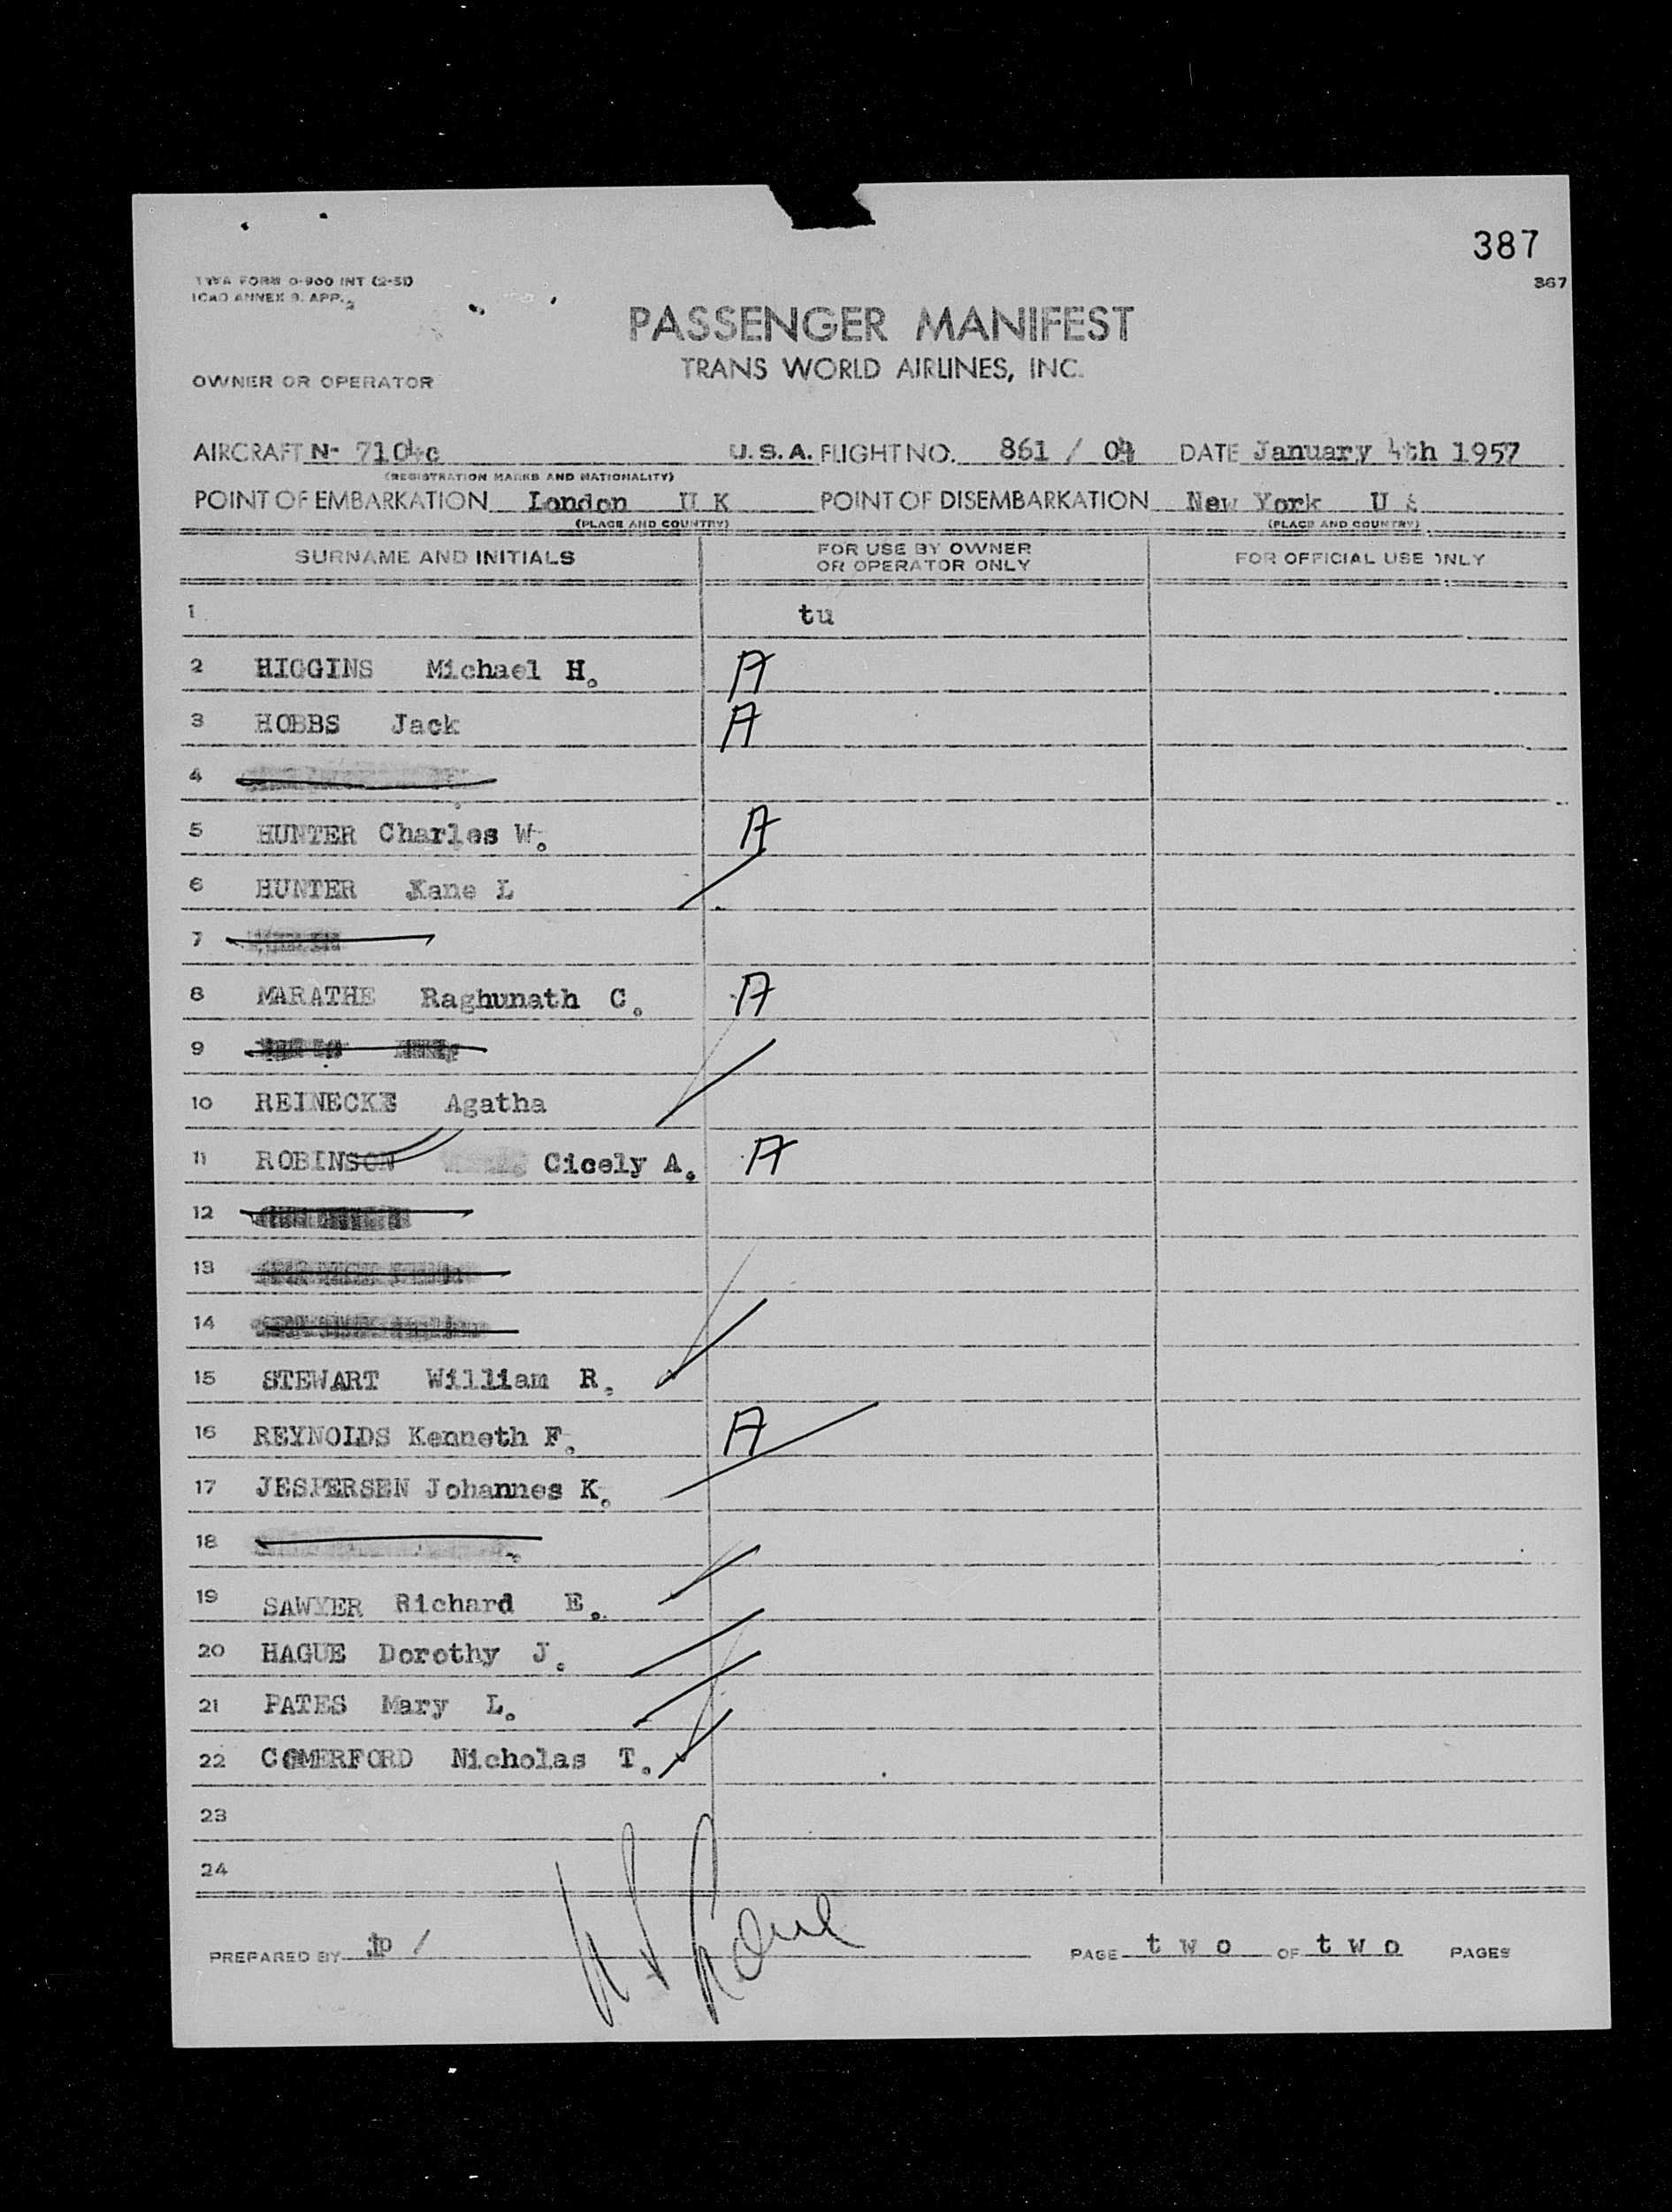 387
367
TWA FORM O-900 INT (2-51)
ICAO ANNEX 9. APP. 2
PASSENGER MANIFEST
TRANS WORLD AIRLINES, INC.
OWNER OR OPERATOR
AIRCRAFT N- 7104c U.S.A. FLIGHT NO. 861 / 04 DATE January 4th 1957
(REGISTRATION MARKS AND NATIONALITY)
POINT OF EMBARKATION London U K POINT OF DISEMBARKATION New York U S
(PLACE AND COUNTRY) (PLACE AND COUNTRY)
SURNAME AND INITIALS FOR USE BY OWNER OR OPERATOR ONLY FOR OFFICIAL USE ONLY
1 tu
2 HIGGINS Michael H. A
3 HOBBS Jack A
4
5 HUNTER Charles W. A
6 HUNTER Kane L
7
8 MARATHE Raghunath C. A
9
10 REINECKE Agatha
11 ROBINSON Cicely A. A
12
13
14
15 STEWART William R.
16 REYNOLDS Kenneth F. A
17 JESPERSEN Johannes K.
18
19 SAWYER Richard E.
20 HAGUE Dorothy J.
21 PATES Mary L.
22 COMERFORD Nicholas T.
23
24
PREPARED BY jp / PAGE two OF two PAGES